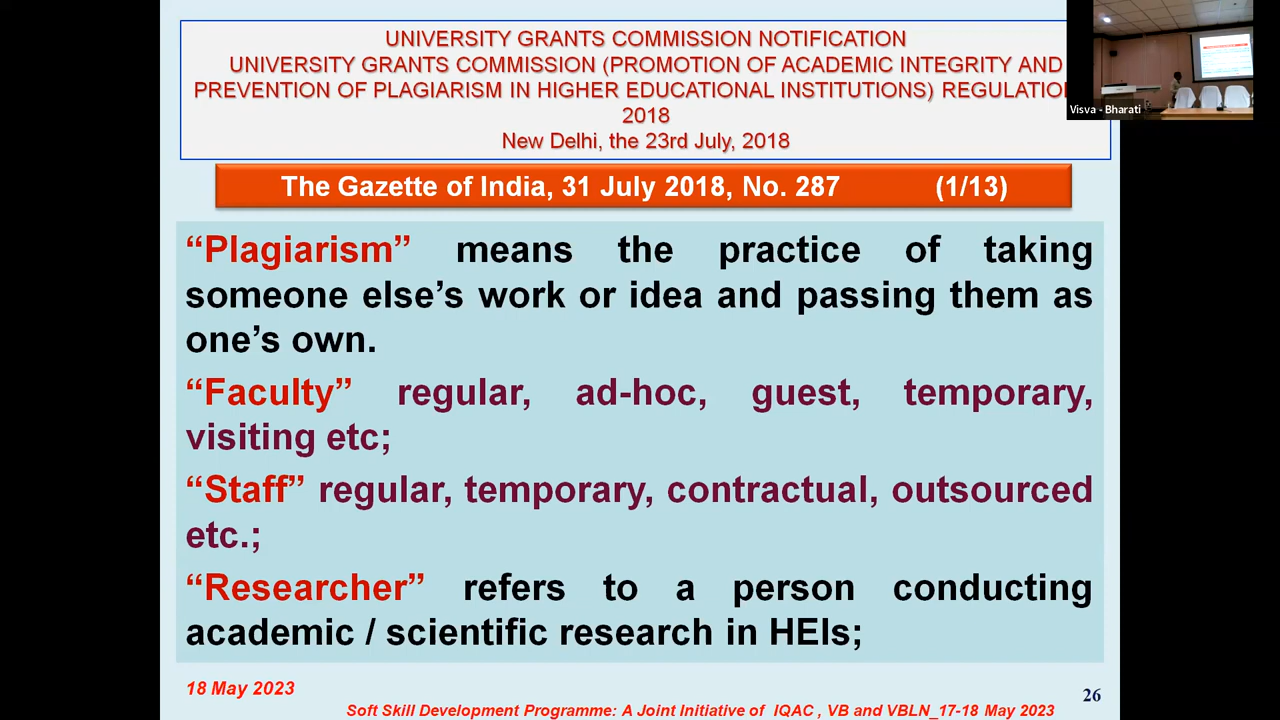 UNIVERSITY GRANTS COMMISSION NOTIFICATION
UNIVERSITY GRANTS COMMISSION (PROMOTION OF ACADEMIC INTEGRITY AND
PREVENTION OF PLAGIARISM IN HIGHER EDUCATIONAL INSTITUTIONS)
2018
New Delhi, the 23rd July, 2018
Visva - Bharati
The Gazette of India, 31 July 2018, No. 287 (1/13)
“Plagiarism” means the practice of taking
someone else’s work or idea and passing them as
one’s own.
“Faculty” regular, ad-hoc, guest, temporary,
visiting etc;
“Staff” regular, temporary, contractual, outsourced
etc.;
“Researcher” refers to a person conducting
academic / scientific research in HEIs;
18 May 2023
26
Soft Skill Development Programme: A Joint Initiative of IQAC , VB and VBLN_17-18 May 2023